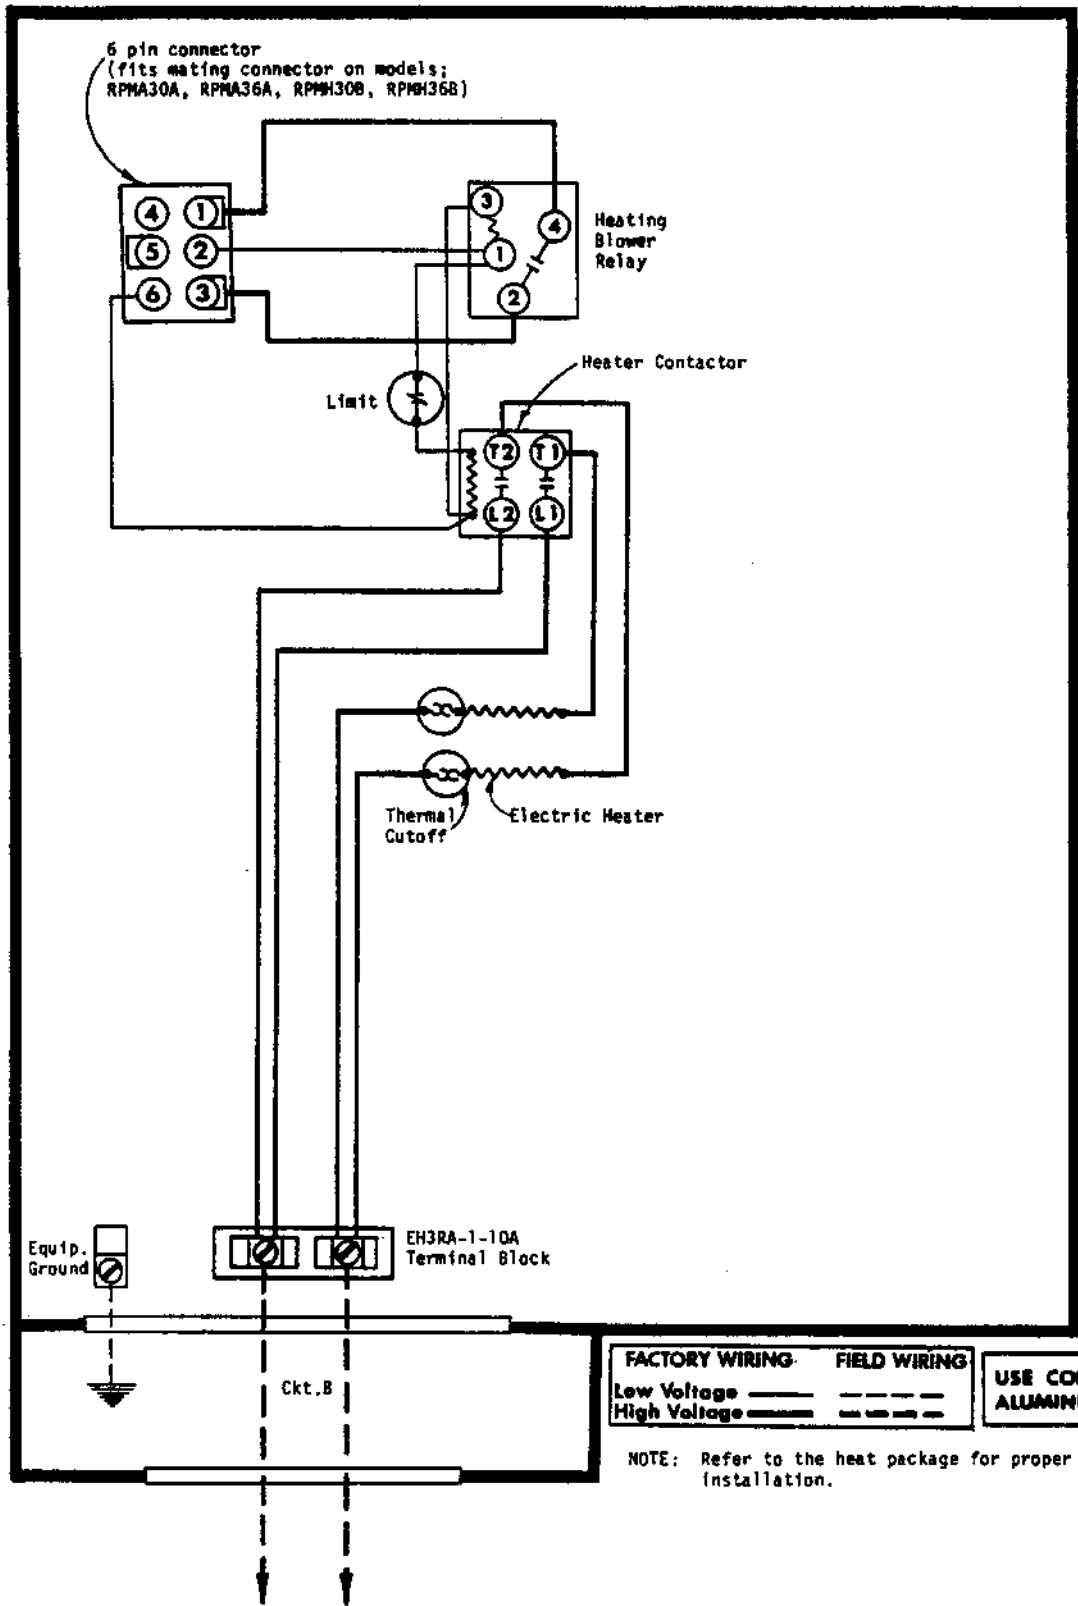 6 pin connector
(fits mating connector on models;
RPMA30A, RPMA36A, RPMH30B, RPMH36B)
4 1
5 2
6 3
3
4
1
2
Heating
Blower
Relay
Heater Contactor
Limit
T2 T1
L2 L1
Thermal
Cutoff
Electric Heater
EH3RA-1-10A
Terminal Block
Equip.
Ground
Ckt.B
FACTORY WIRING FIELD WIRING
Low Voltage
High Voltage
USE CO
ALUMIN
NOTE: Refer to the heat package for proper
installation.